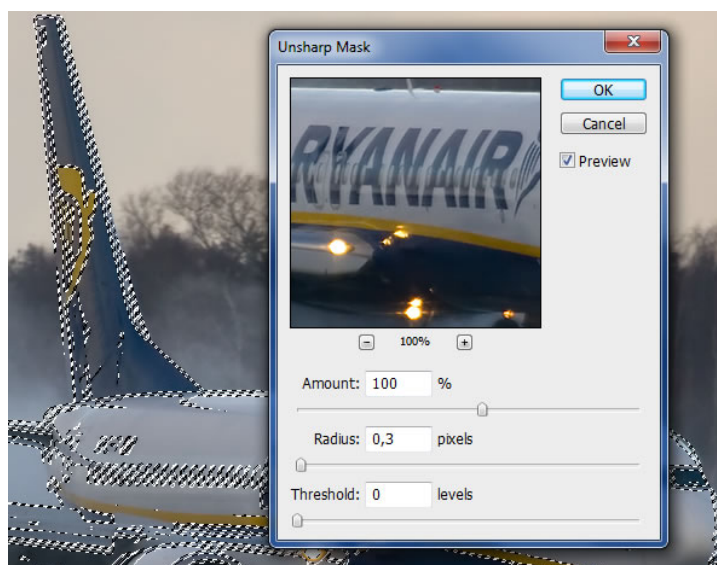 Unsharp Mask
OK
Cancel
Preview
RYANAIR
100%
Amount: 100 %
Radius: 0,3 pixels
Threshold: 0 levels